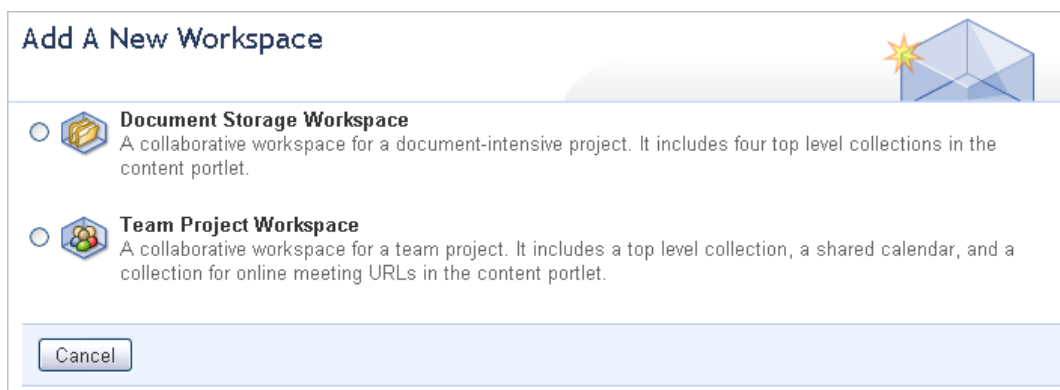 Add A New Workspace
Document Storage Workspace
A collaborative workspace for a document-intensive project. It includes four top level collections in the
content portlet.
Team Project Workspace
A collaborative workspace for a team project. It includes a top level collection, a shared calendar, and a
collection for online meeting URLs in the content portlet.
Cancel